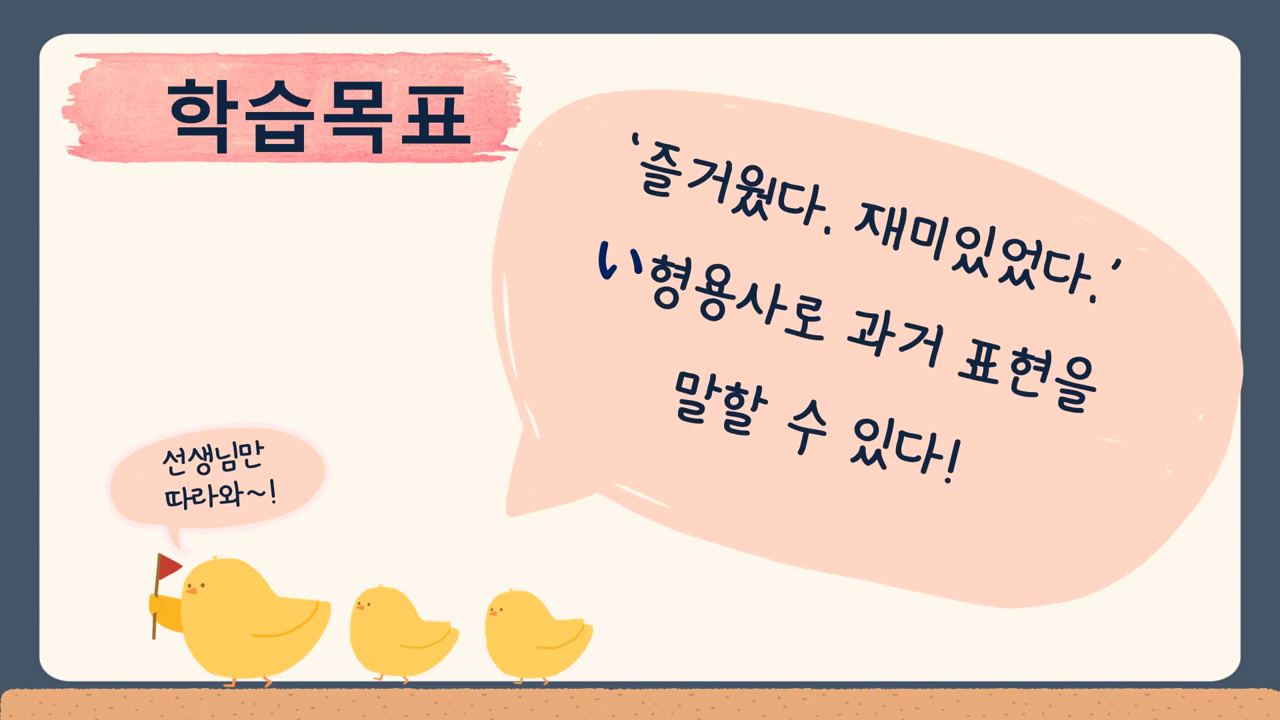 학습목표
‘즐거웠다. 재미있었다.’
い형용사로 과거 표현을
말할 수 있다!
선생님만
따라와~!